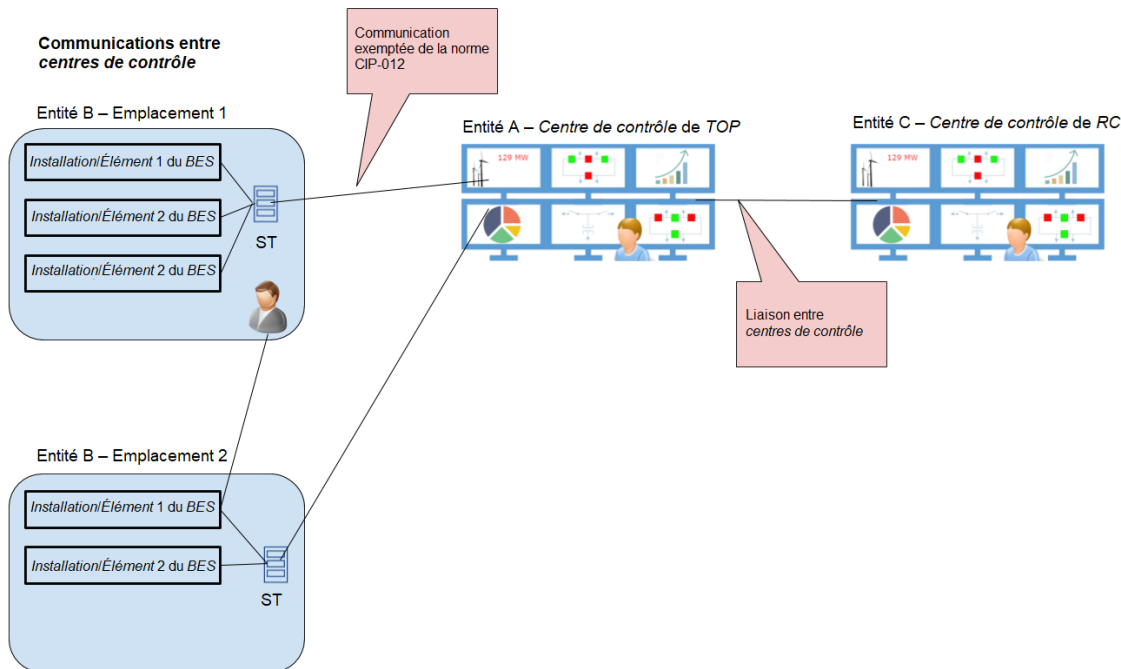 Communications entre
centres de contrôle
Communication
exemptée de la norme
CIP-012
Entité B – Emplacement 1
Installation/Élément 1 du BES
Installation/Élément 2 du BES
Installation/Élément 2 du BES
ST
Entité A – Centre de contrôle de TOP
129 MW
Entité C – Centre de contrôle de RC
129 MW
Liaison entre
centres de contrôle
Entité B – Emplacement 2
Installation/Élément 1 du BES
Installation/Élément 2 du BES
ST